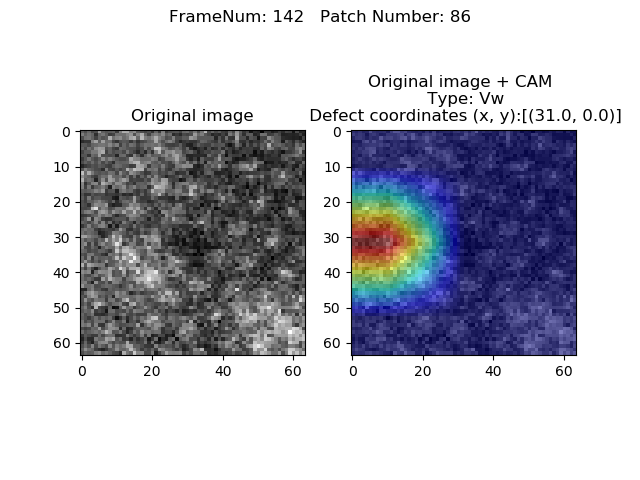 FrameNum: 142   Patch Number: 86
Original image
0
10
20
30
40
50
60
0 20 40 60
Original image + CAM
Type: Vw
Defect coordinates (x, y):[(31.0, 0.0)]
0
10
20
30
40
50
60
0 20 40 60